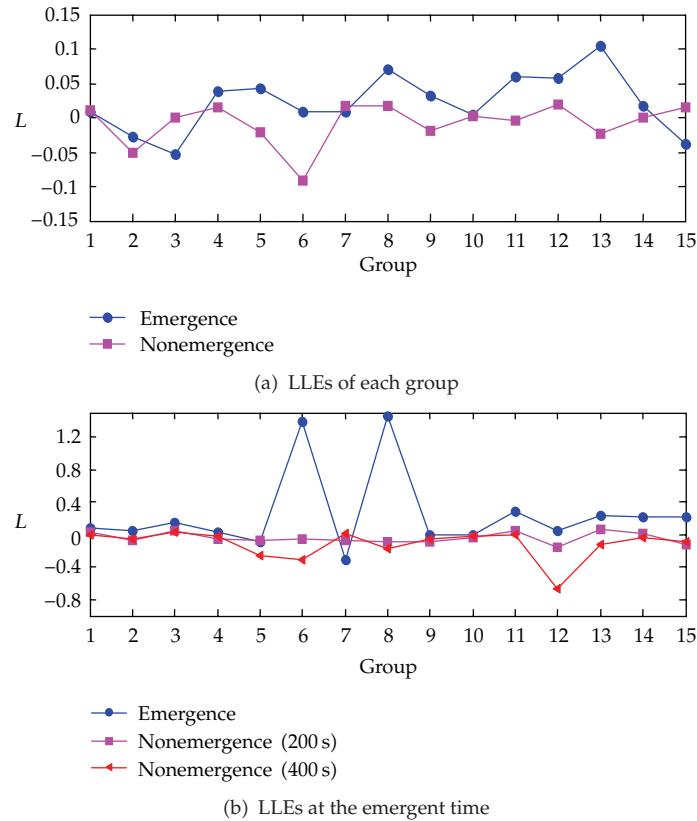 0.15
0.1
0.05
0
−0.05
−0.1
−0.15
L
1 2 3 4 5 6 7 8 9 10 11 12 13 14 15
Group
Emergence
Nonemergence
(a) LLEs of each group
1.2
0.8
0.4
0
−0.4
−0.8
L
1 2 3 4 5 6 7 8 9 10 11 12 13 14 15
Group
Emergence
Nonemergence (200 s)
Nonemergence (400 s)
(b) LLEs at the emergent time